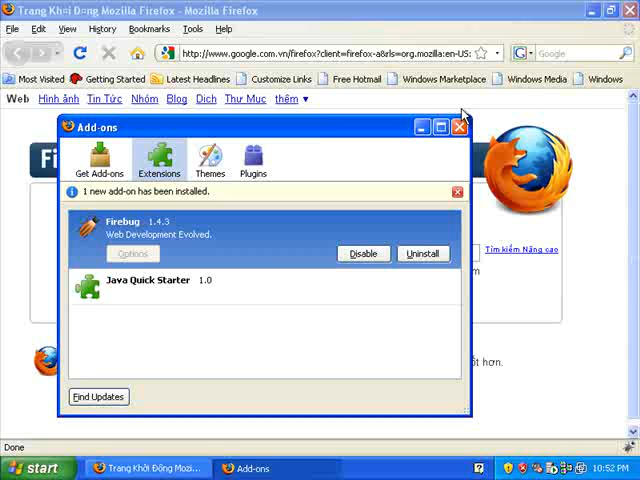 Trang Khởi Động Mozilla Firefox - Mozilla Firefox
File Edit View History Bookmarks Tools Help
http://www.google.com.vn/firefox?client=firefox-a&rls=org.mozilla:en-US: Google
Most Visited Getting Started Latest Headlines Customize Links Free Hotmail Windows Marketplace Windows Media Windows
Web Hình ảnh Tin Tức Nhóm Blog Dịch Thư Mục thêm ▼
Add-ons
Get Add-ons Extensions Themes Plugins
1 new add-on has been installed.
Firebug 1.4.3
Web Development Evolved.
Options Disable Uninstall
Tìm kiếm Nâng cao
Java Quick Starter 1.0
Find Updates
Done
start Trang Khởi Động Mozi... Add-ons 10:52 PM